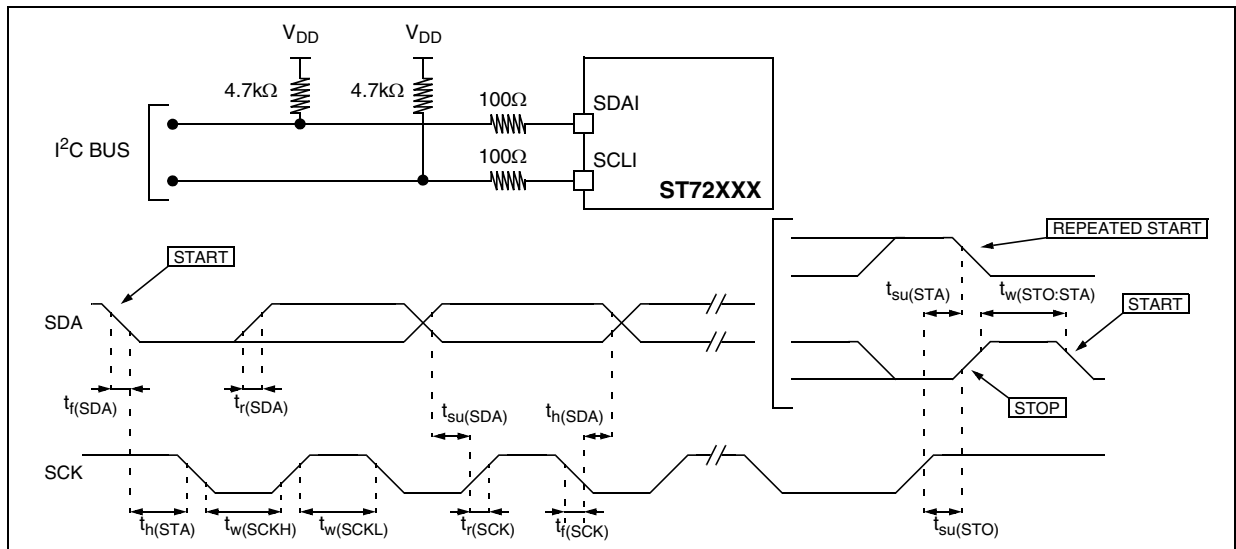 V_DD V_DD
4.7kΩ 4.7kΩ 100Ω SDAI
I²C BUS 100Ω SCLI
ST72XXX
REPEATED START
START
t_su(STA) t_w(STO:STA) START
SDA
t_f(SDA) t_r(SDA) t_su(SDA) t_h(SDA) STOP
SCK
t_h(STA) t_w(SCKH) t_w(SCKL) t_r(SCK) t_f(SCK) t_su(STO)